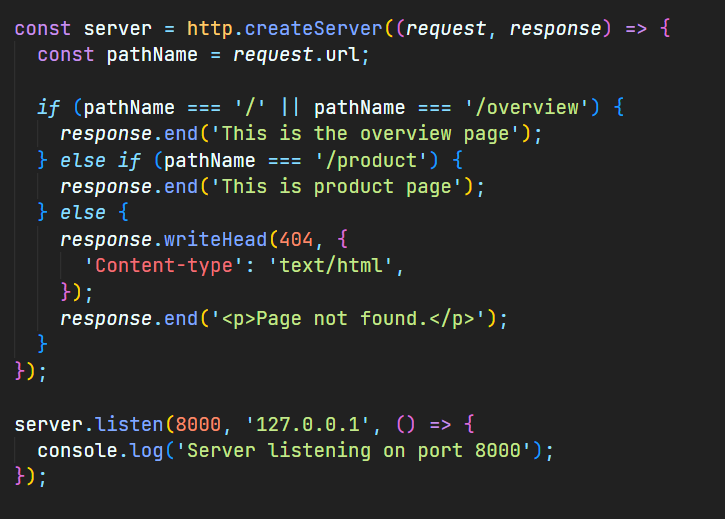 const server = http.createServer((request, response) => {
  const pathName = request.url;

  if (pathName === '/' || pathName === '/overview') {
    response.end('This is the overview page');
  } else if (pathName === '/product') {
    response.end('This is product page');
  } else {
    response.writeHead(404, {
      'Content-type': 'text/html',
    });
    response.end('<p>Page not found.</p>');
  }
});

server.listen(8000, '127.0.0.1', () => {
  console.log('Server listening on port 8000');
});